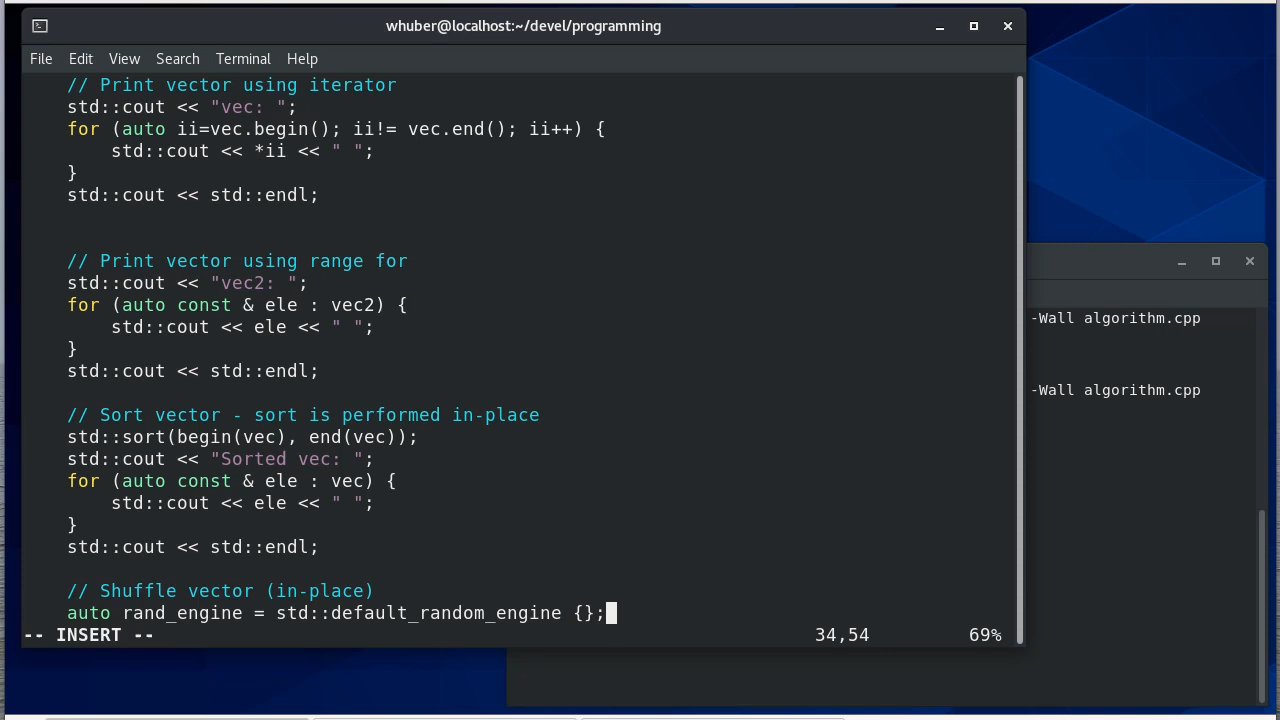 whuber@localhost:~/devel/programming
File Edit View Search Terminal Help
// Print vector using iterator
std::cout << "vec: ";
for (auto ii=vec.begin(); ii!= vec.end(); ii++) {
std::cout << *ii << " ";
}
std::cout << std::endl;
// Print vector using range for
std::cout << "vec2: ";
for (auto const & ele : vec2) {
std::cout << ele << " ";
}
std::cout << std::endl;
// Sort vector - sort is performed in-place
std::sort(begin(vec), end(vec));
std::cout << "Sorted vec: ";
for (auto const & ele : vec) {
std::cout << ele << " ";
}
std::cout << std::endl;
// Shuffle vector (in-place)
auto rand_engine = std::default_random_engine {};
-- INSERT -- 34,54 69%
-Wall algorithm.cpp
-Wall algorithm.cpp